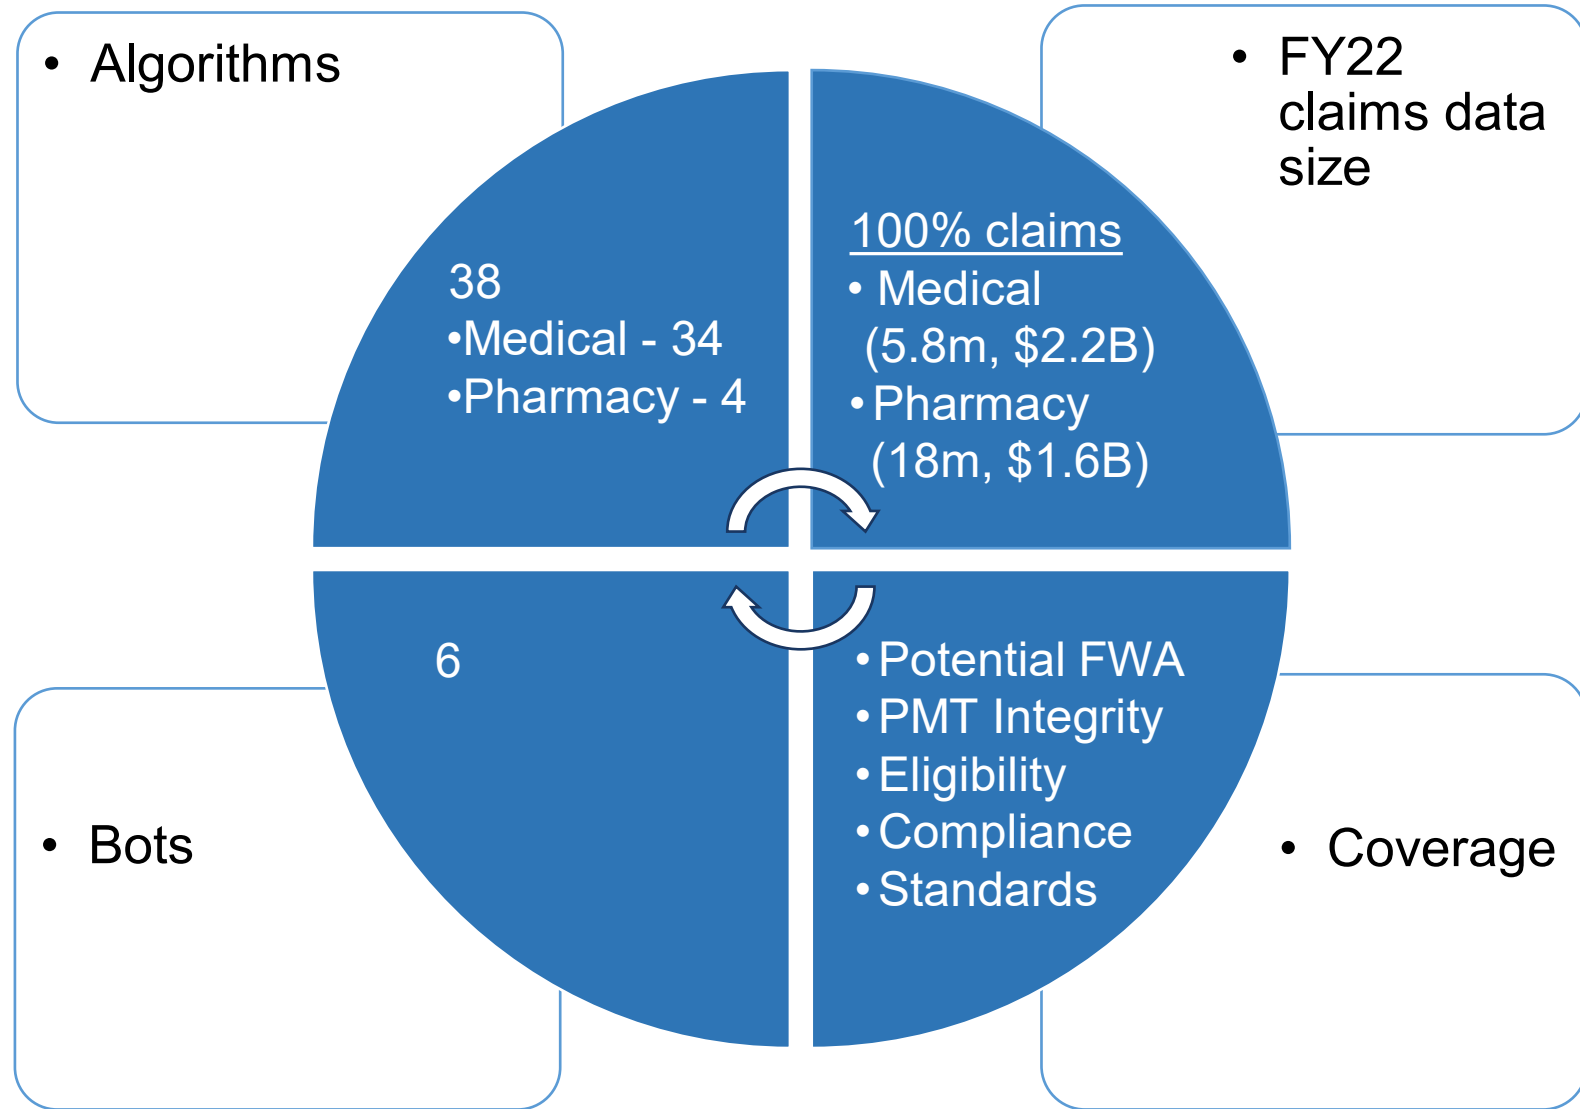 • Algorithms
38
•Medical - 34
•Pharmacy - 4
• FY22
claims data
size
100% claims
• Medical
(5.8m, $2.2B)
• Pharmacy
(18m, $1.6B)
• Bots
6
• Potential FWA
• PMT Integrity
• Eligibility
• Compliance
• Standards
• Coverage